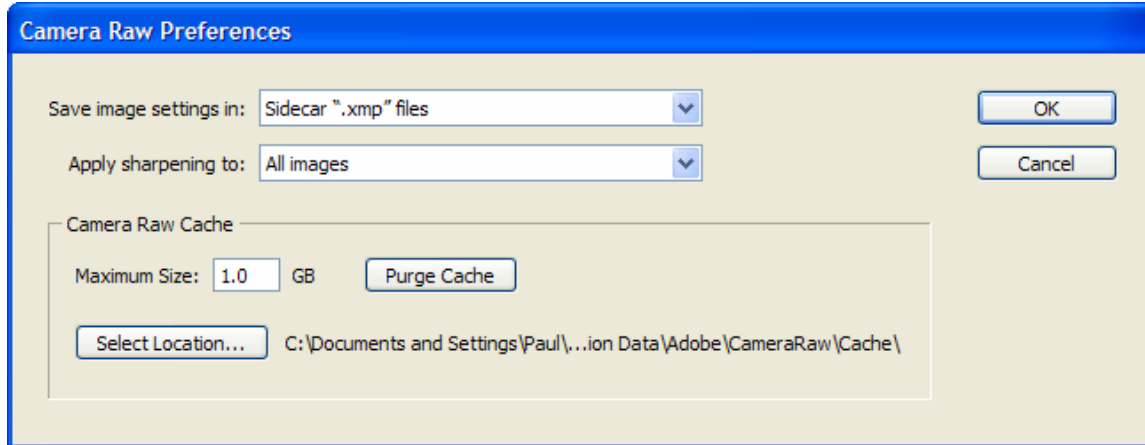 Camera Raw Preferences
Save image settings in: Sidecar “.xmp” files OK
Apply sharpening to: All images Cancel
Camera Raw Cache
Maximum Size: 1.0 GB Purge Cache
Select Location... C:\Documents and Settings\Paul\...ion Data\Adobe\CameraRaw\Cache\